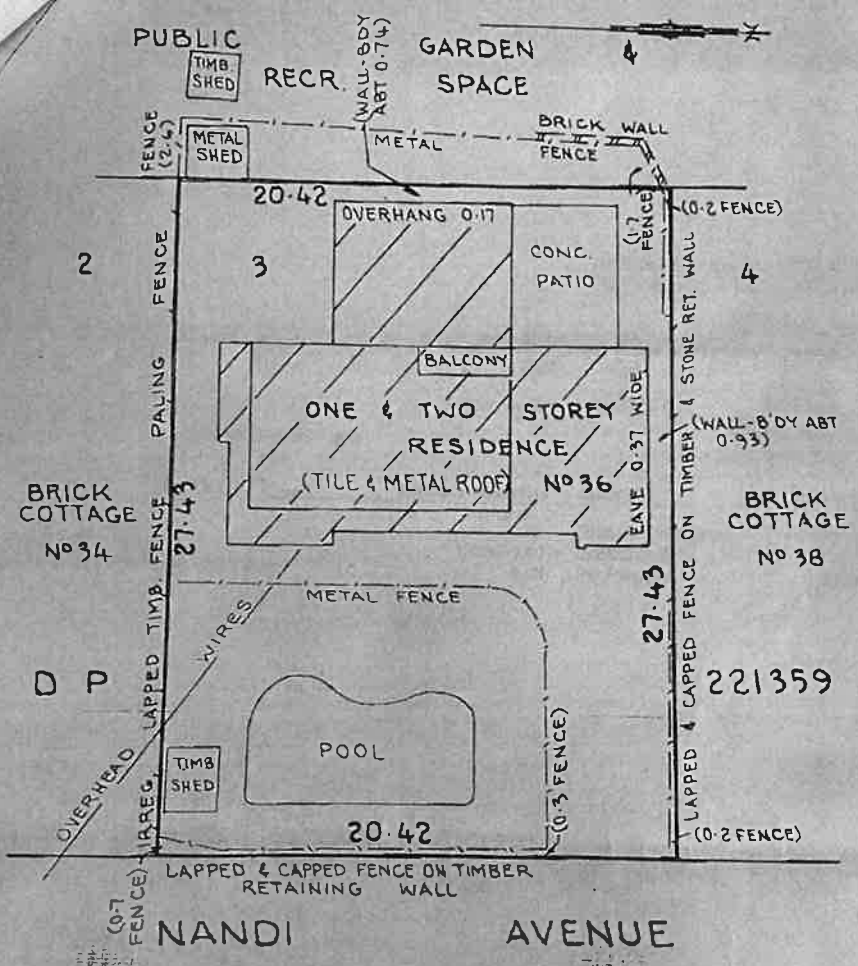 PUBLIC
GARDEN
&
RECR.
SPACE
TIMB.
SHED
(WALL-BDY
ABT 0.74)
FENCE
(2.6)
METAL
SHED
METAL
FENCE
BRICK WALL
20.42
OVERHANG 0.17
(1.7
FENCE)
(0.2 FENCE)
2
3
4
CONC.
PATIO
BALCONY
ONE & TWO STOREY
RESIDENCE
(TILE & METAL ROOF) No 36
EAVE 0.37 WIDE
(WALL-B'DY ABT
0.93)
BRICK
COTTAGE
No 34
BRICK
COTTAGE
No 38
27.43
27.43
IRREG. LAPPED TIMB. FENCE PALING FENCE
LAPPED & CAPPED FENCE ON TIMBER & STONE RET. WALL
METAL FENCE
OVERHEAD WIRES
D P
221359
POOL
TIMB
SHED
(0.3 FENCE)
20.42
(0.2 FENCE)
LAPPED & CAPPED FENCE ON TIMBER
RETAINING WALL
(0.7
FENCE)
NANDI AVENUE